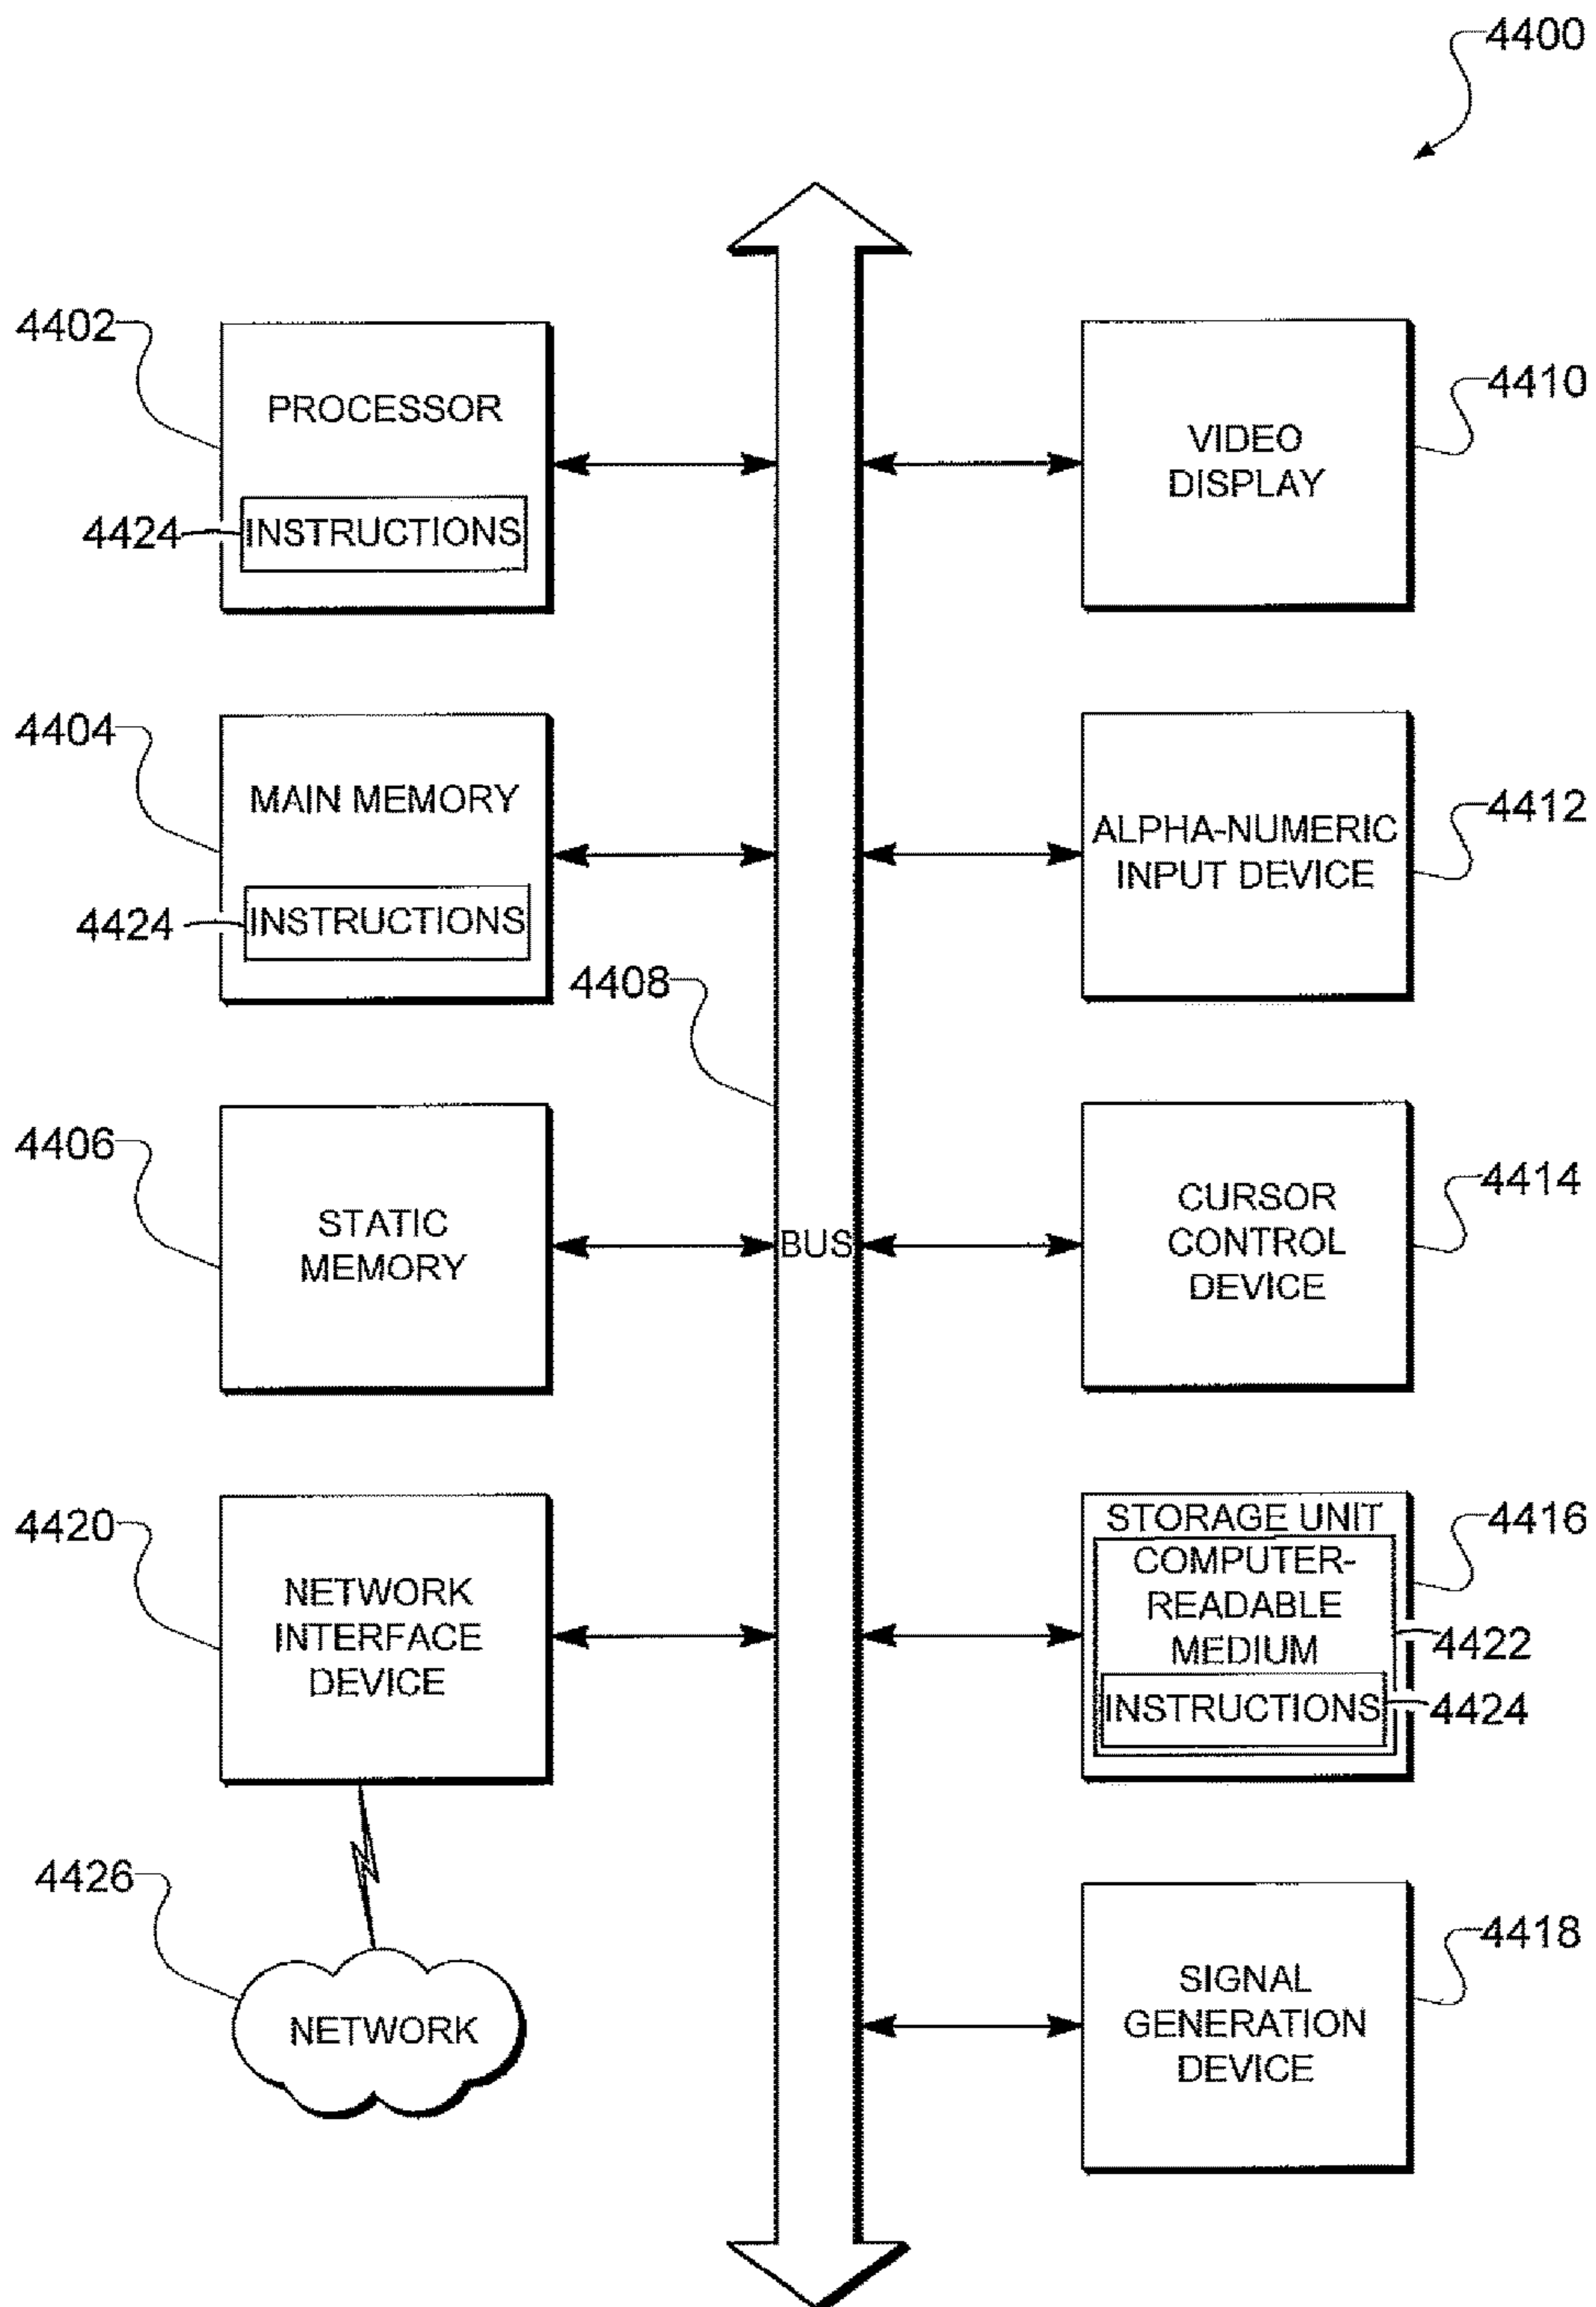 4400
4402
PROCESSOR
4424
INSTRUCTIONS
4410
VIDEO
DISPLAY
4404
MAIN MEMORY
4424
INSTRUCTIONS
4412
ALPHA-NUMERIC
INPUT DEVICE
4408
BUS
4406
STATIC
MEMORY
4414
CURSOR
CONTROL
DEVICE
4420
NETWORK
INTERFACE
DEVICE
4416
STORAGE UNIT
COMPUTER-
READABLE
MEDIUM
4422
INSTRUCTIONS
4424
4426
NETWORK
4418
SIGNAL
GENERATION
DEVICE